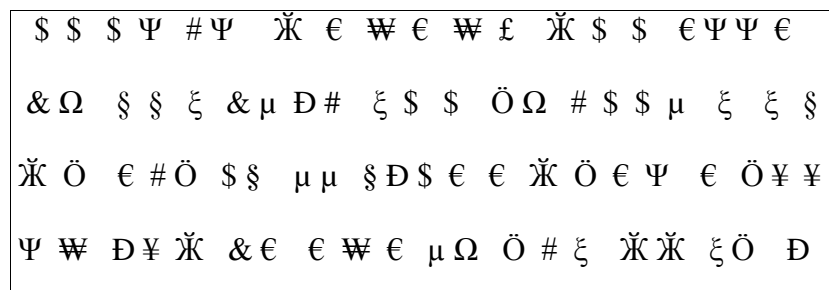 $ $ $ Ψ # Ψ Ӂ € ₩ € ₩ £ Ӂ $ $ € Ψ Ψ €
& Ω § § ξ & μ Đ # ξ $ $ Ö Ω # $ $ μ ξ ξ §
Ӂ Ö € # Ö $ § μ μ § Đ $ € € Ӂ Ö € Ψ € Ö ¥ ¥
Ψ ₩ Đ ¥ Ӂ & € € ₩ € μ Ω Ö # ξ Ӂ Ӂ ξ Ö Đ